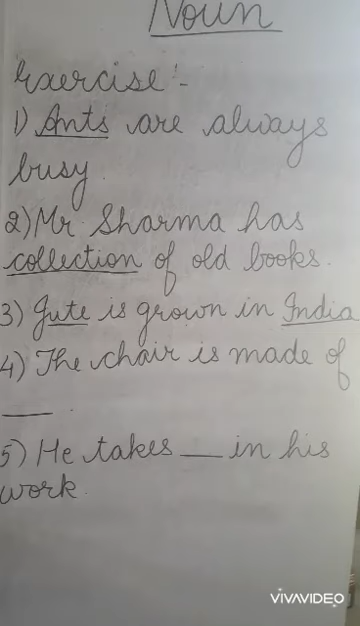 Noun
Exercise :-
1) Ants are always
busy.
2) Mr. Sharma has
collection of old books.
3) Jute is grown in India
4) The chair is made of
___.
5) He takes ___ in his
work.
VIVAVIDEO